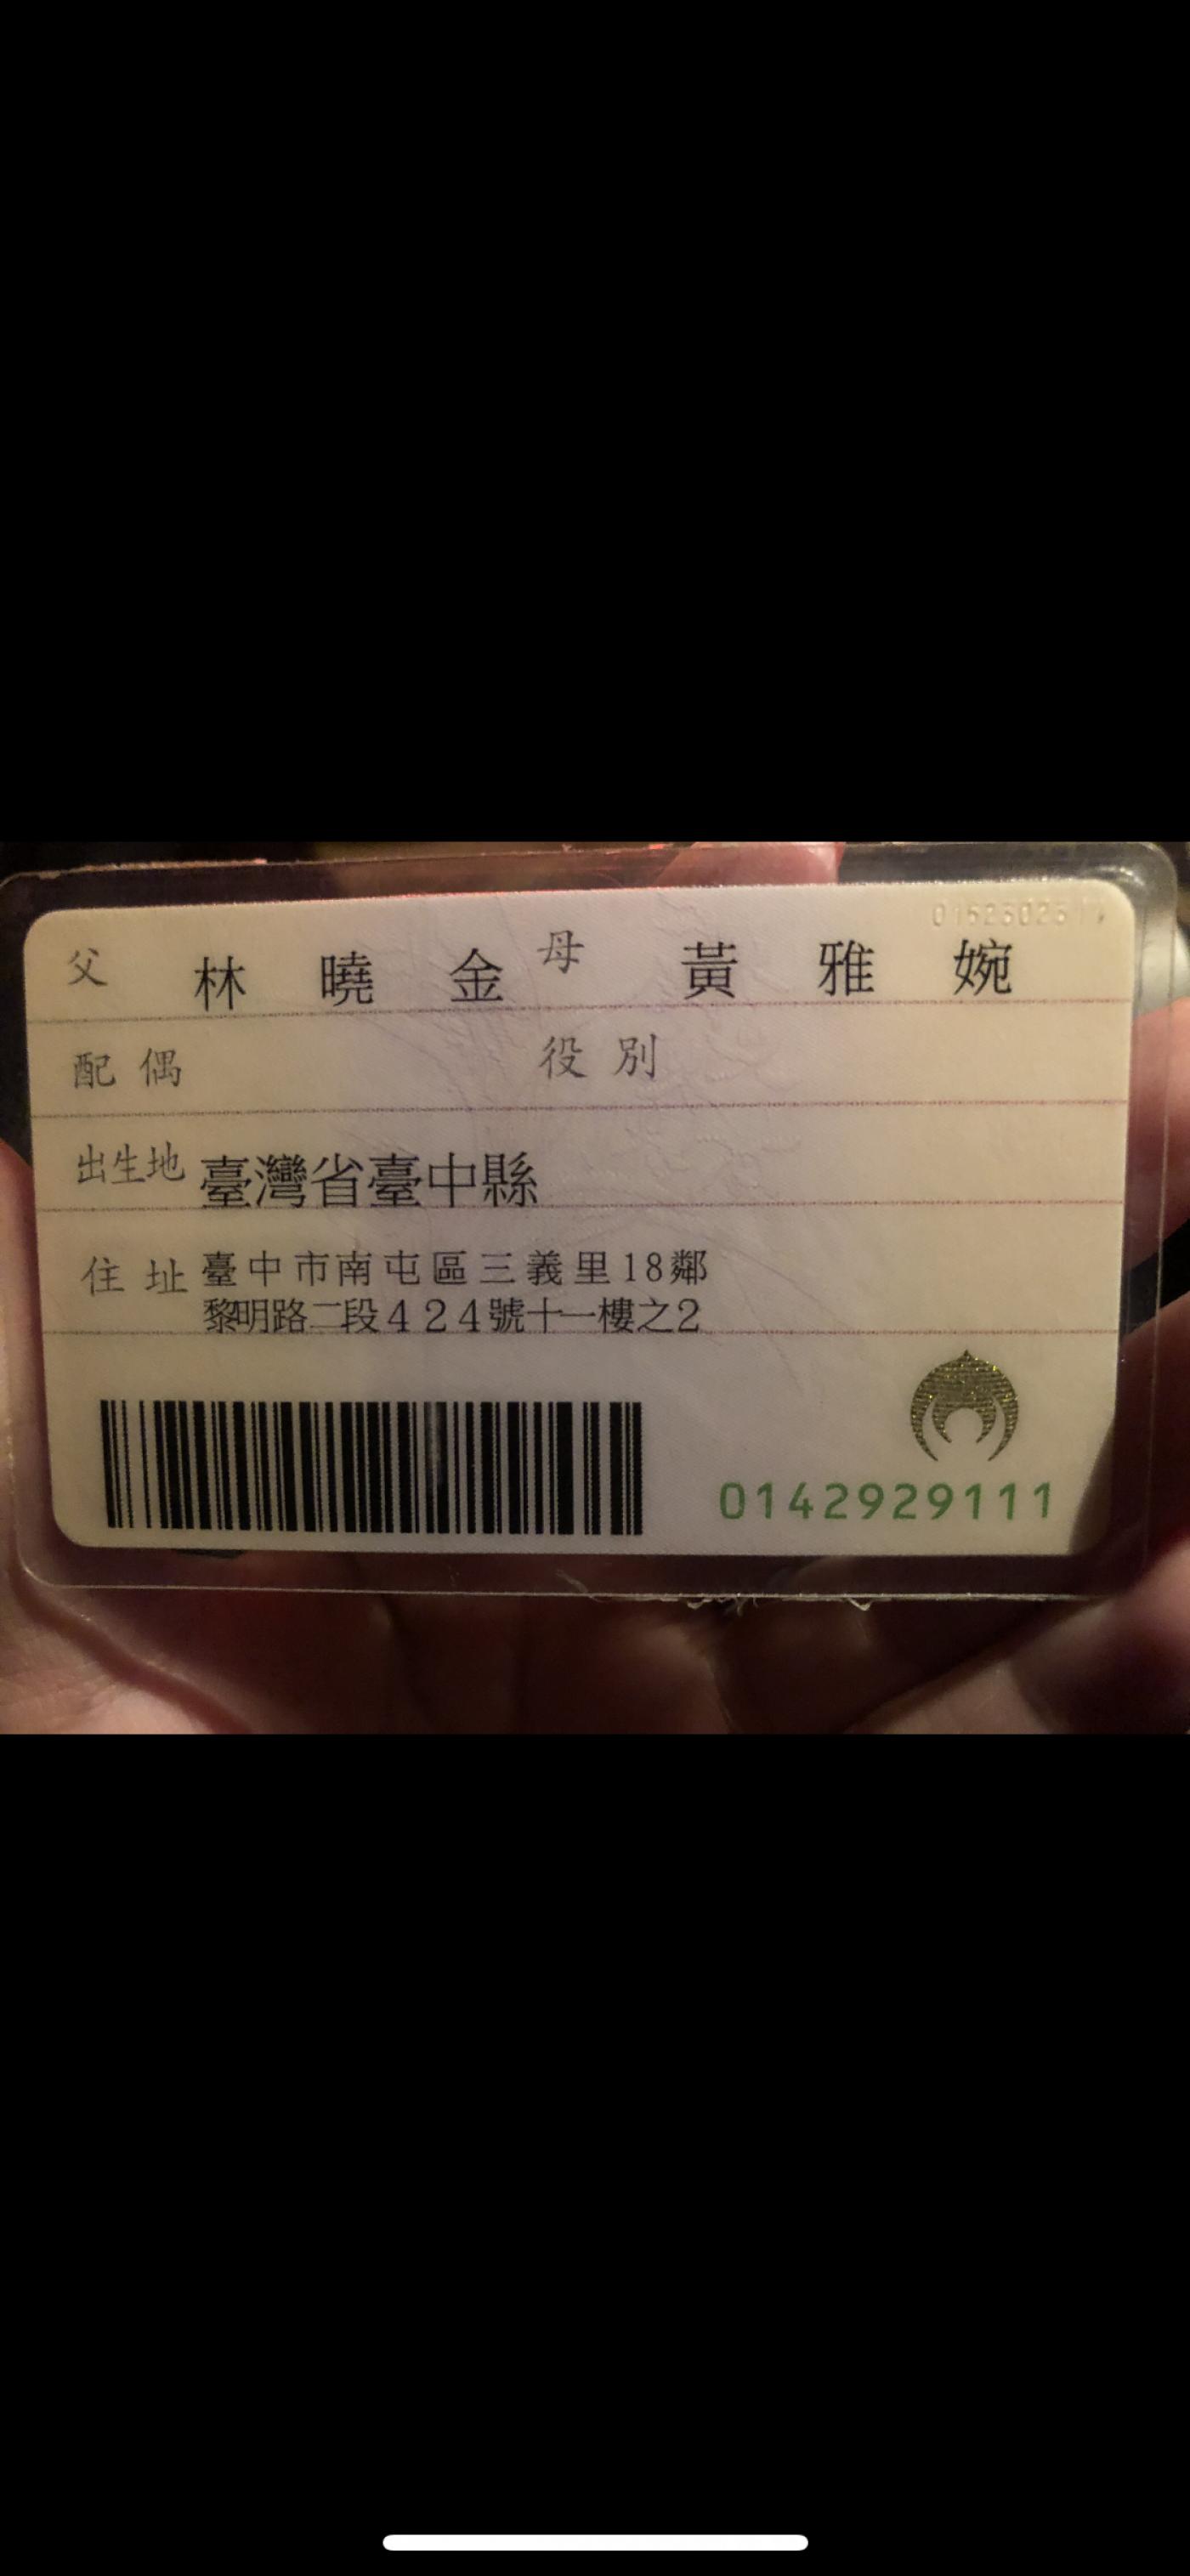 父 林曉金 母 黃雅婉
配偶 役別
出生地 臺灣省臺中縣
住址 臺中市南屯區三義里18鄰
黎明路二段424號十一樓之2
0142929111